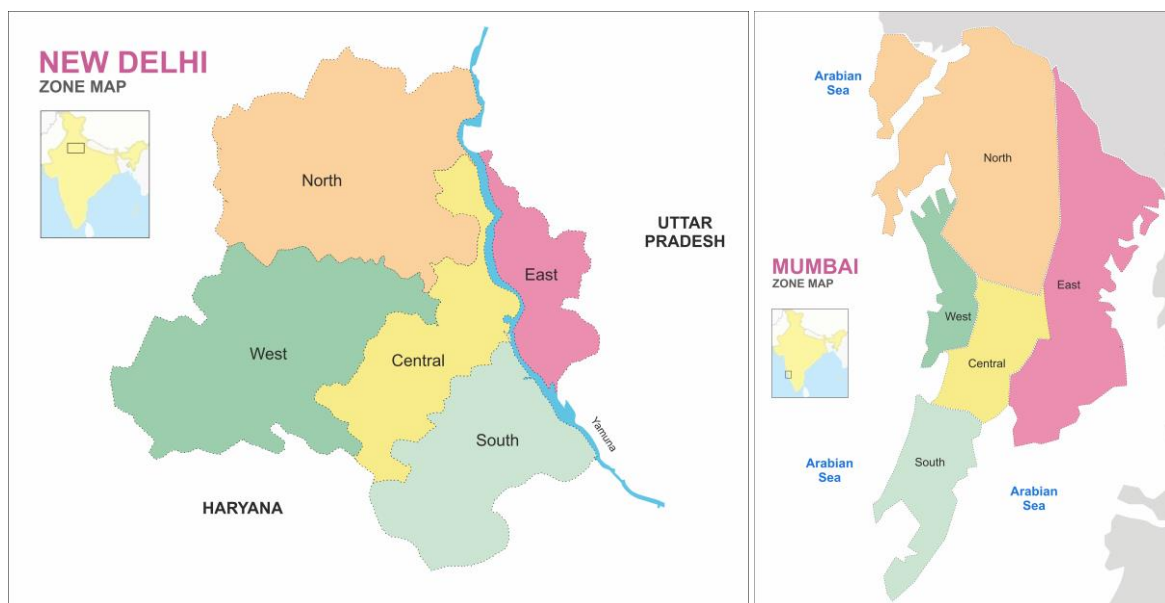 NEW DELHI
ZONE MAP
North
UTTAR
PRADESH
East
West
Central
South
Yamuna
HARYANA
Arabian
Sea
North
MUMBAI
ZONE MAP
East
West
Central
South
Arabian
Sea
Arabian
Sea